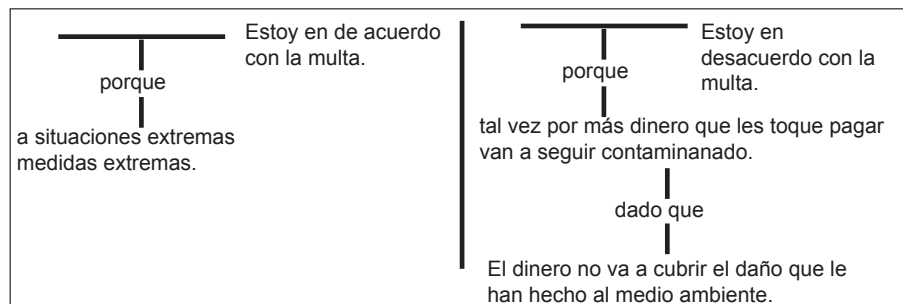 Estoy en de acuerdo
con la multa.
porque
a situaciones extremas
medidas extremas.
Estoy en
desacuerdo con la
multa.
porque
tal vez por más dinero que les toque pagar
van a seguir contaminanado.
dado que
El dinero no va a cubrir el daño que le
han hecho al medio ambiente.